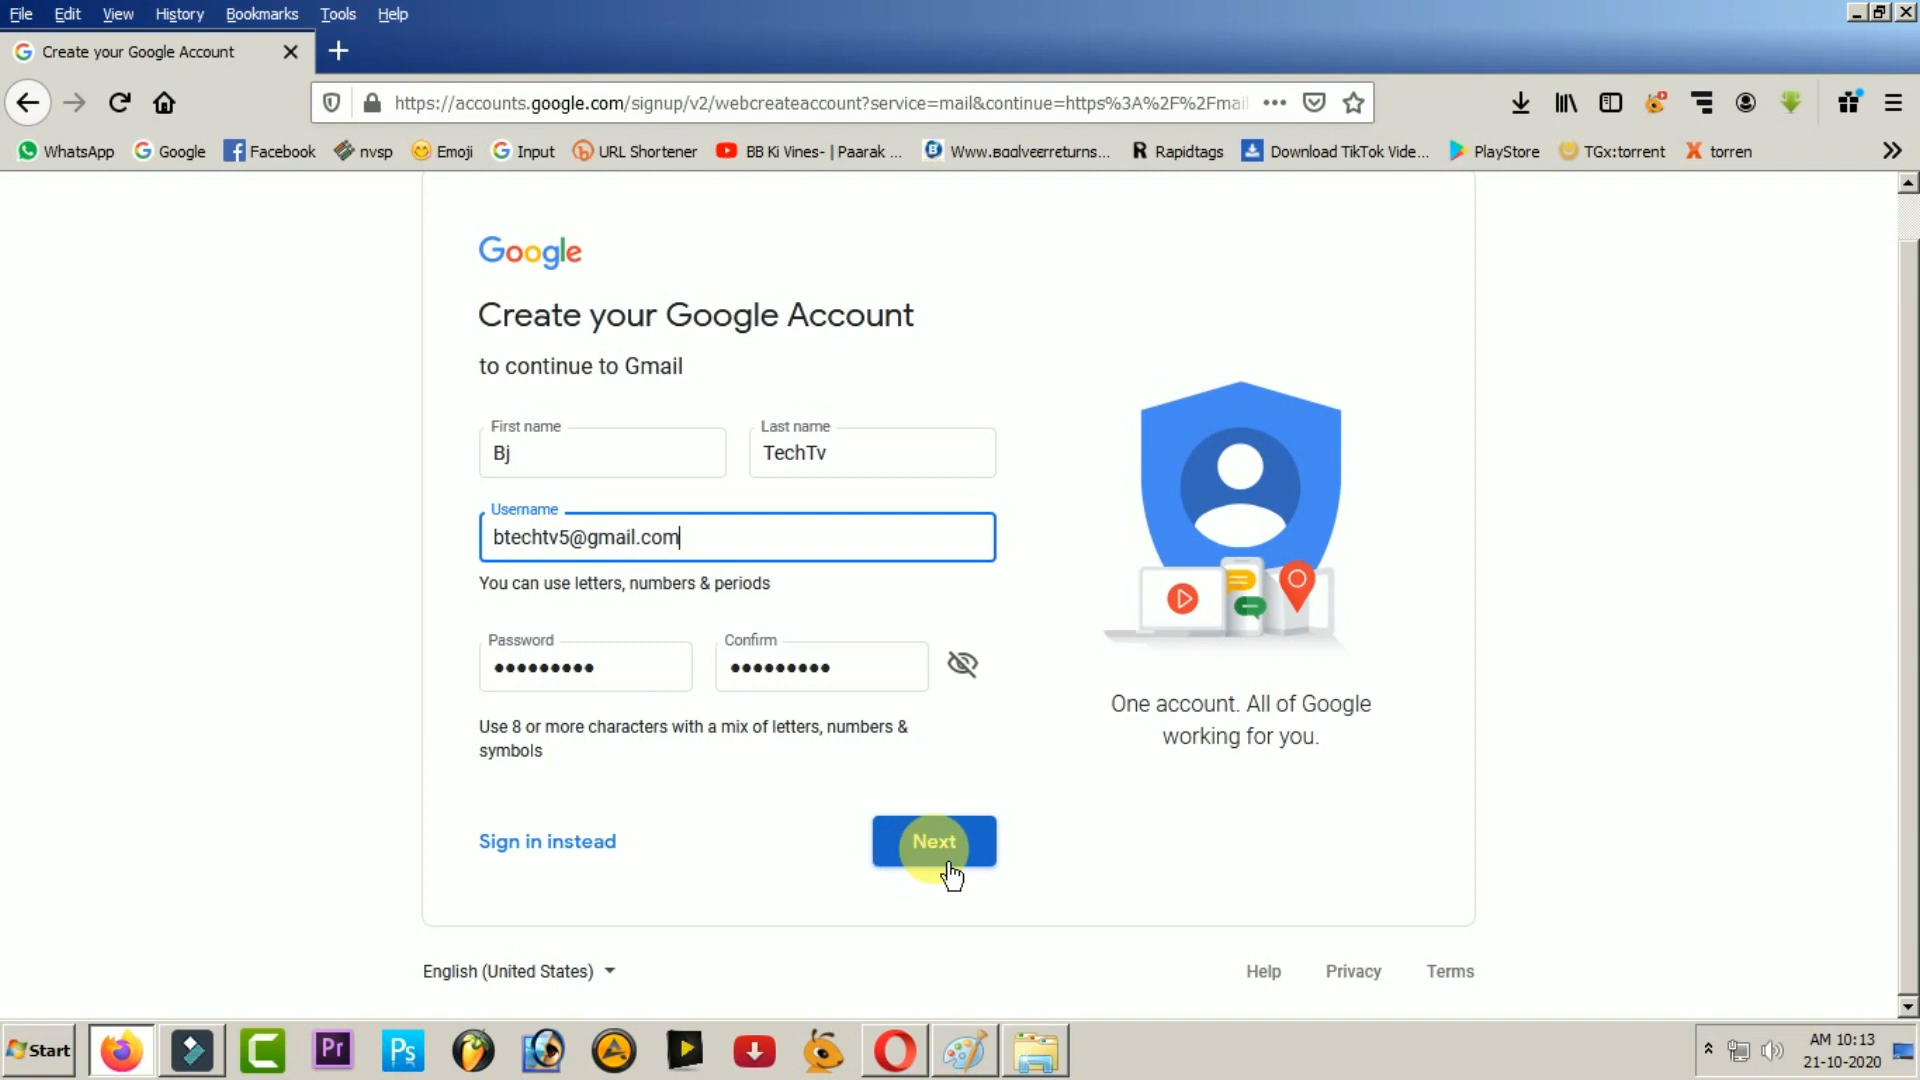 File Edit View History Bookmarks Tools Help
Create your Google Account
https://accounts.google.com/signup/v2/webcreateaccount?service=mail&continue=https%3A%2F%2Fmail
WhatsApp Google Facebook nvsp Emoji Input URL Shortener BB Ki Vines- | Paarak ... Www.Baalveerreturns... Rapidtags Download TikTok Vide... PlayStore TGx:torrent torren
Google
Create your Google Account
to continue to Gmail
First name Last name
Bj TechTv
Username
btechtv5@gmail.com
You can use letters, numbers & periods
Password Confirm
Use 8 or more characters with a mix of letters, numbers &
symbols
One account. All of Google
working for you.
Sign in instead Next
English (United States) Help Privacy Terms
Start Pr Ps AM 10:13
21-10-2020